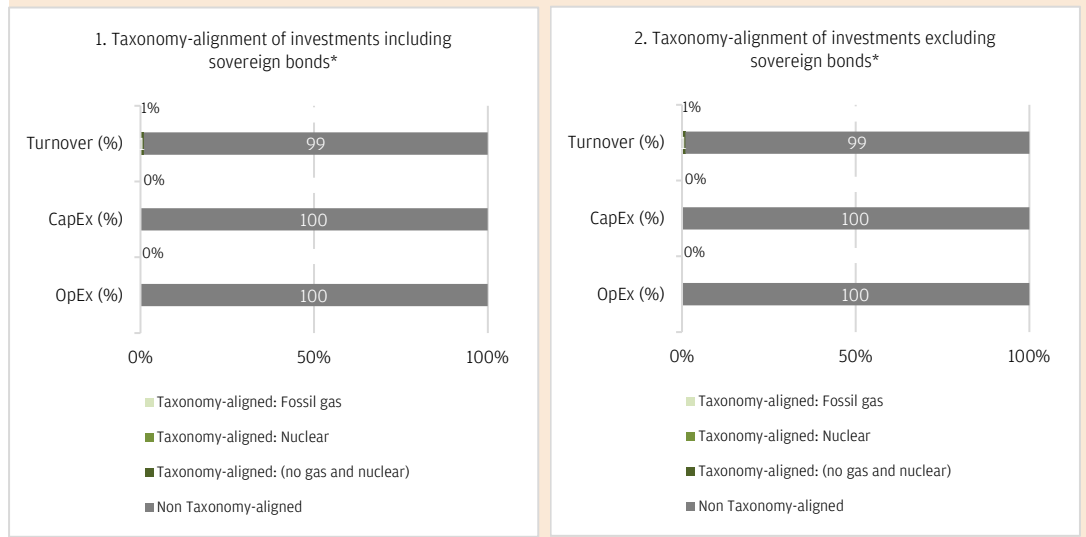 1. Taxonomy-alignment of investments including
sovereign bonds*
1%
Turnover (%)
1
99
0%
CapEx (%)
100
0%
OpEx (%)
100
0%
50%
100%
Taxonomy-aligned: Fossil gas
Taxonomy-aligned: Nuclear
Taxonomy-aligned: (no gas and nuclear)
Non Taxonomy-aligned
2. Taxonomy-alignment of investments excluding
sovereign bonds*
1%
Turnover (%)
1
99
0%
CapEx (%)
100
0%
OpEx (%)
100
0%
50%
100%
Taxonomy-aligned: Fossil gas
Taxonomy-aligned: Nuclear
Taxonomy-aligned: (no gas and nuclear)
Non Taxonomy-aligned